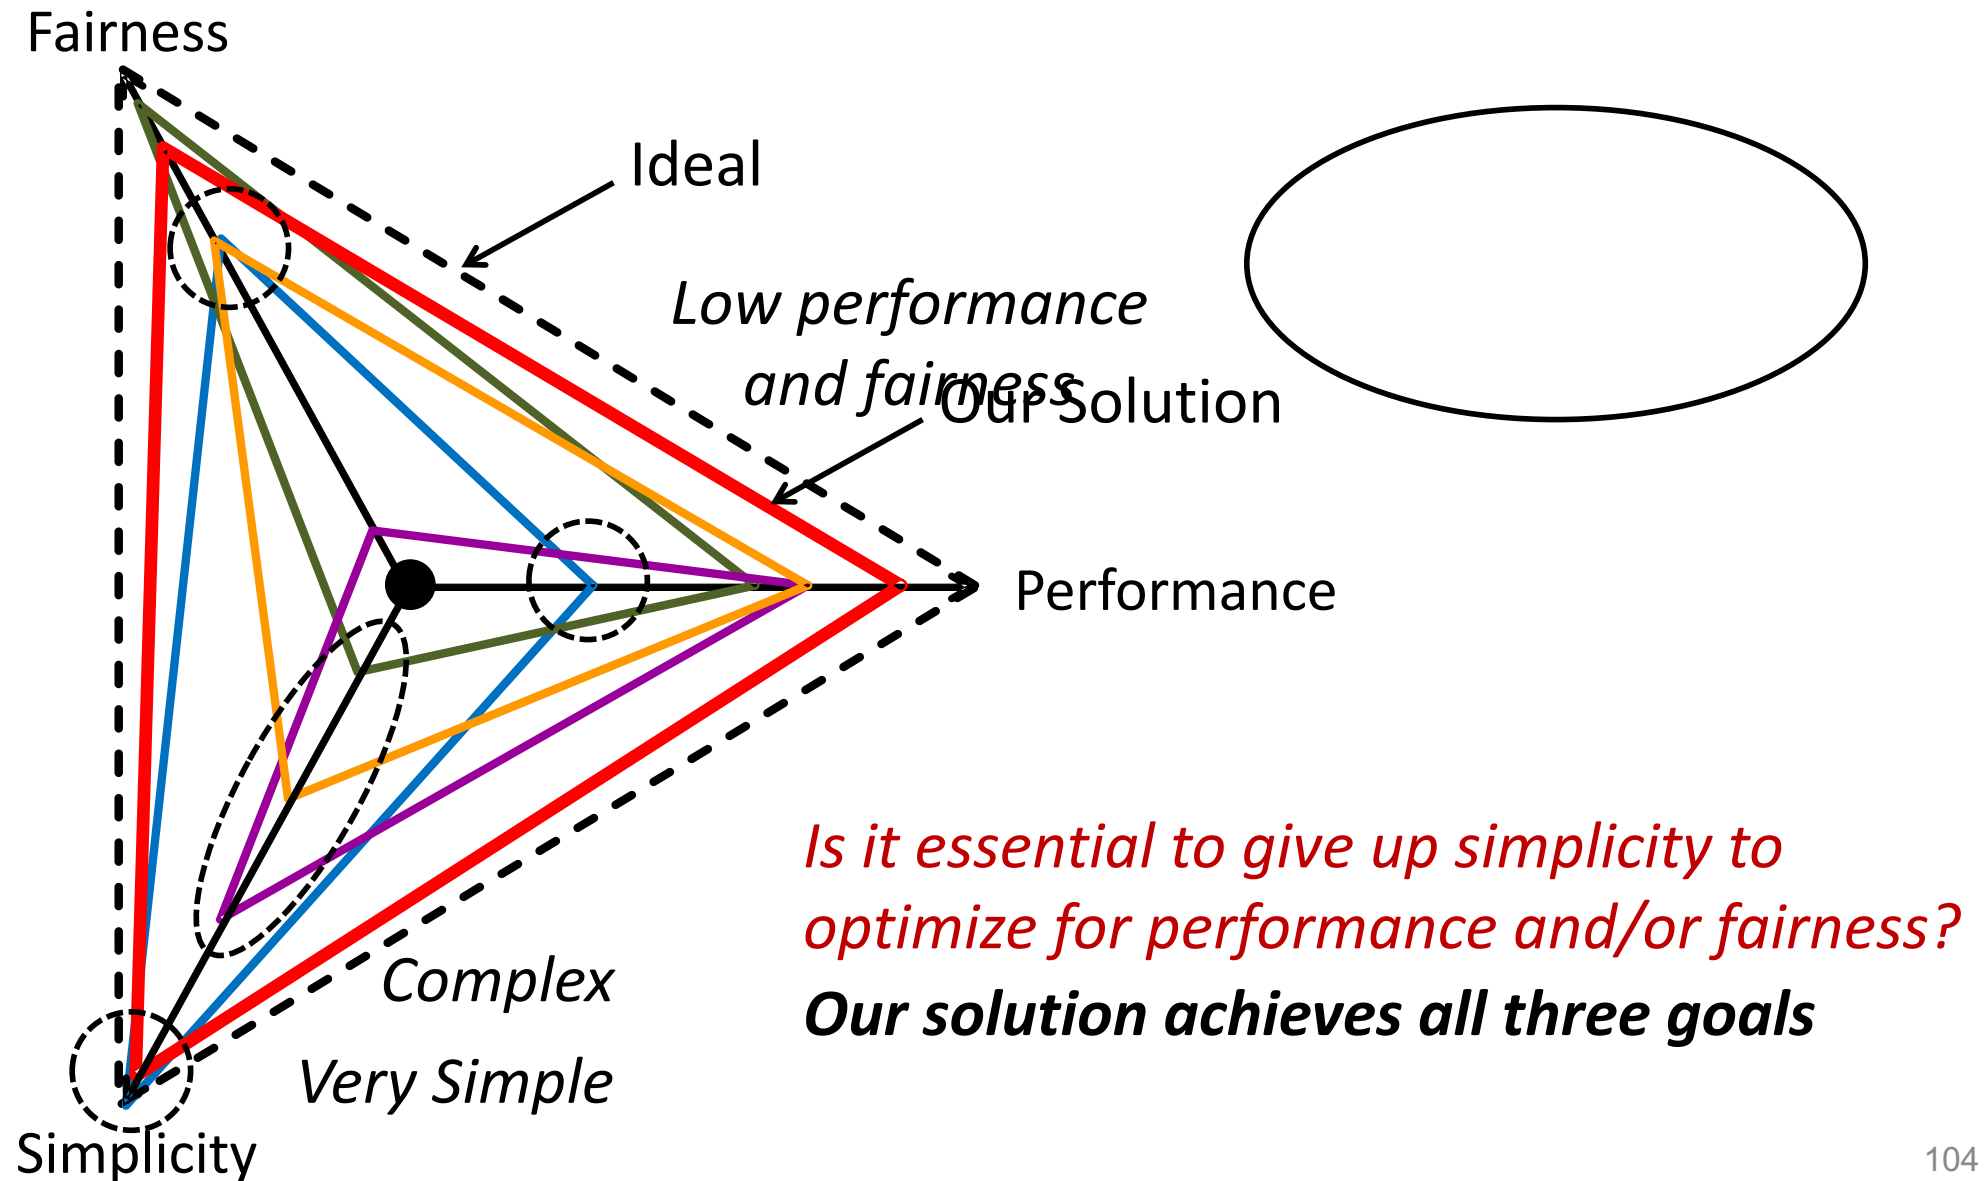 Fairness
Ideal
Low performance
and fairness
Our Solution
Performance
Is it essential to give up simplicity to
optimize for performance and/or fairness?
Complex
Our solution achieves all three goals
Very Simple
Simplicity
104